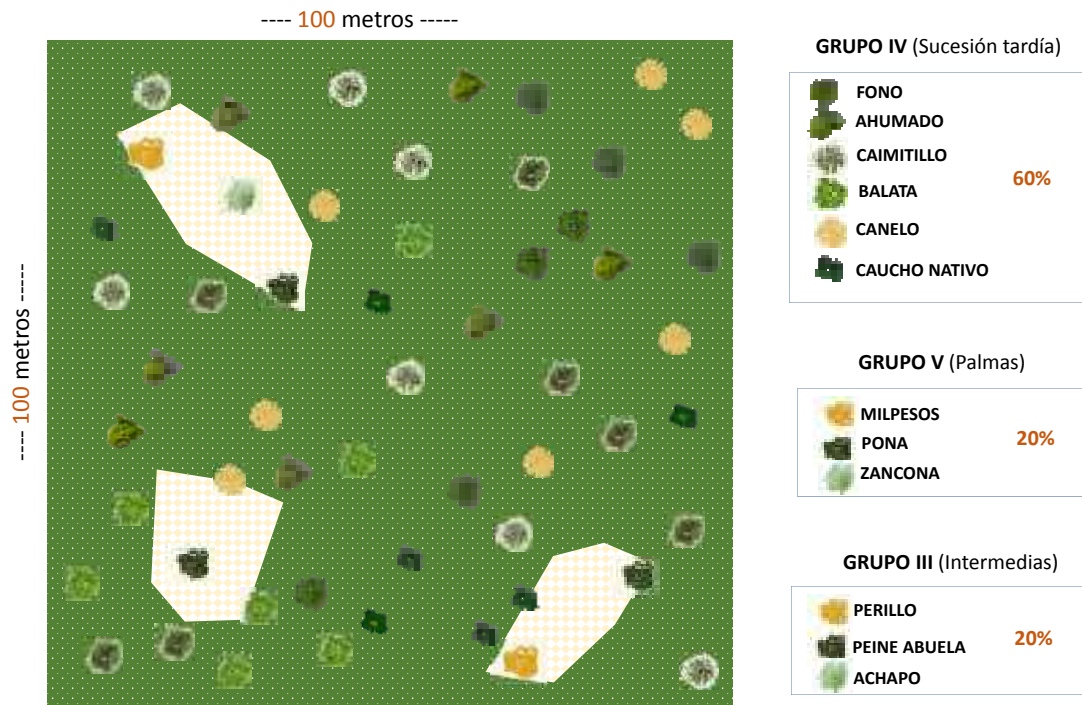 ---- 100 metros -----
---- 100 metros -----
GRUPO IV (Sucesión tardía)
FONO
AHUMADO
CAIMITILLO
60%
BALATA
CANELO
CAUCHO NATIVO
GRUPO V (Palmas)
MILPESOS
20%
PONA
ZANCONA
GRUPO III (Intermedias)
PERILLO
PEINE ABUELA
20%
ACHAPO